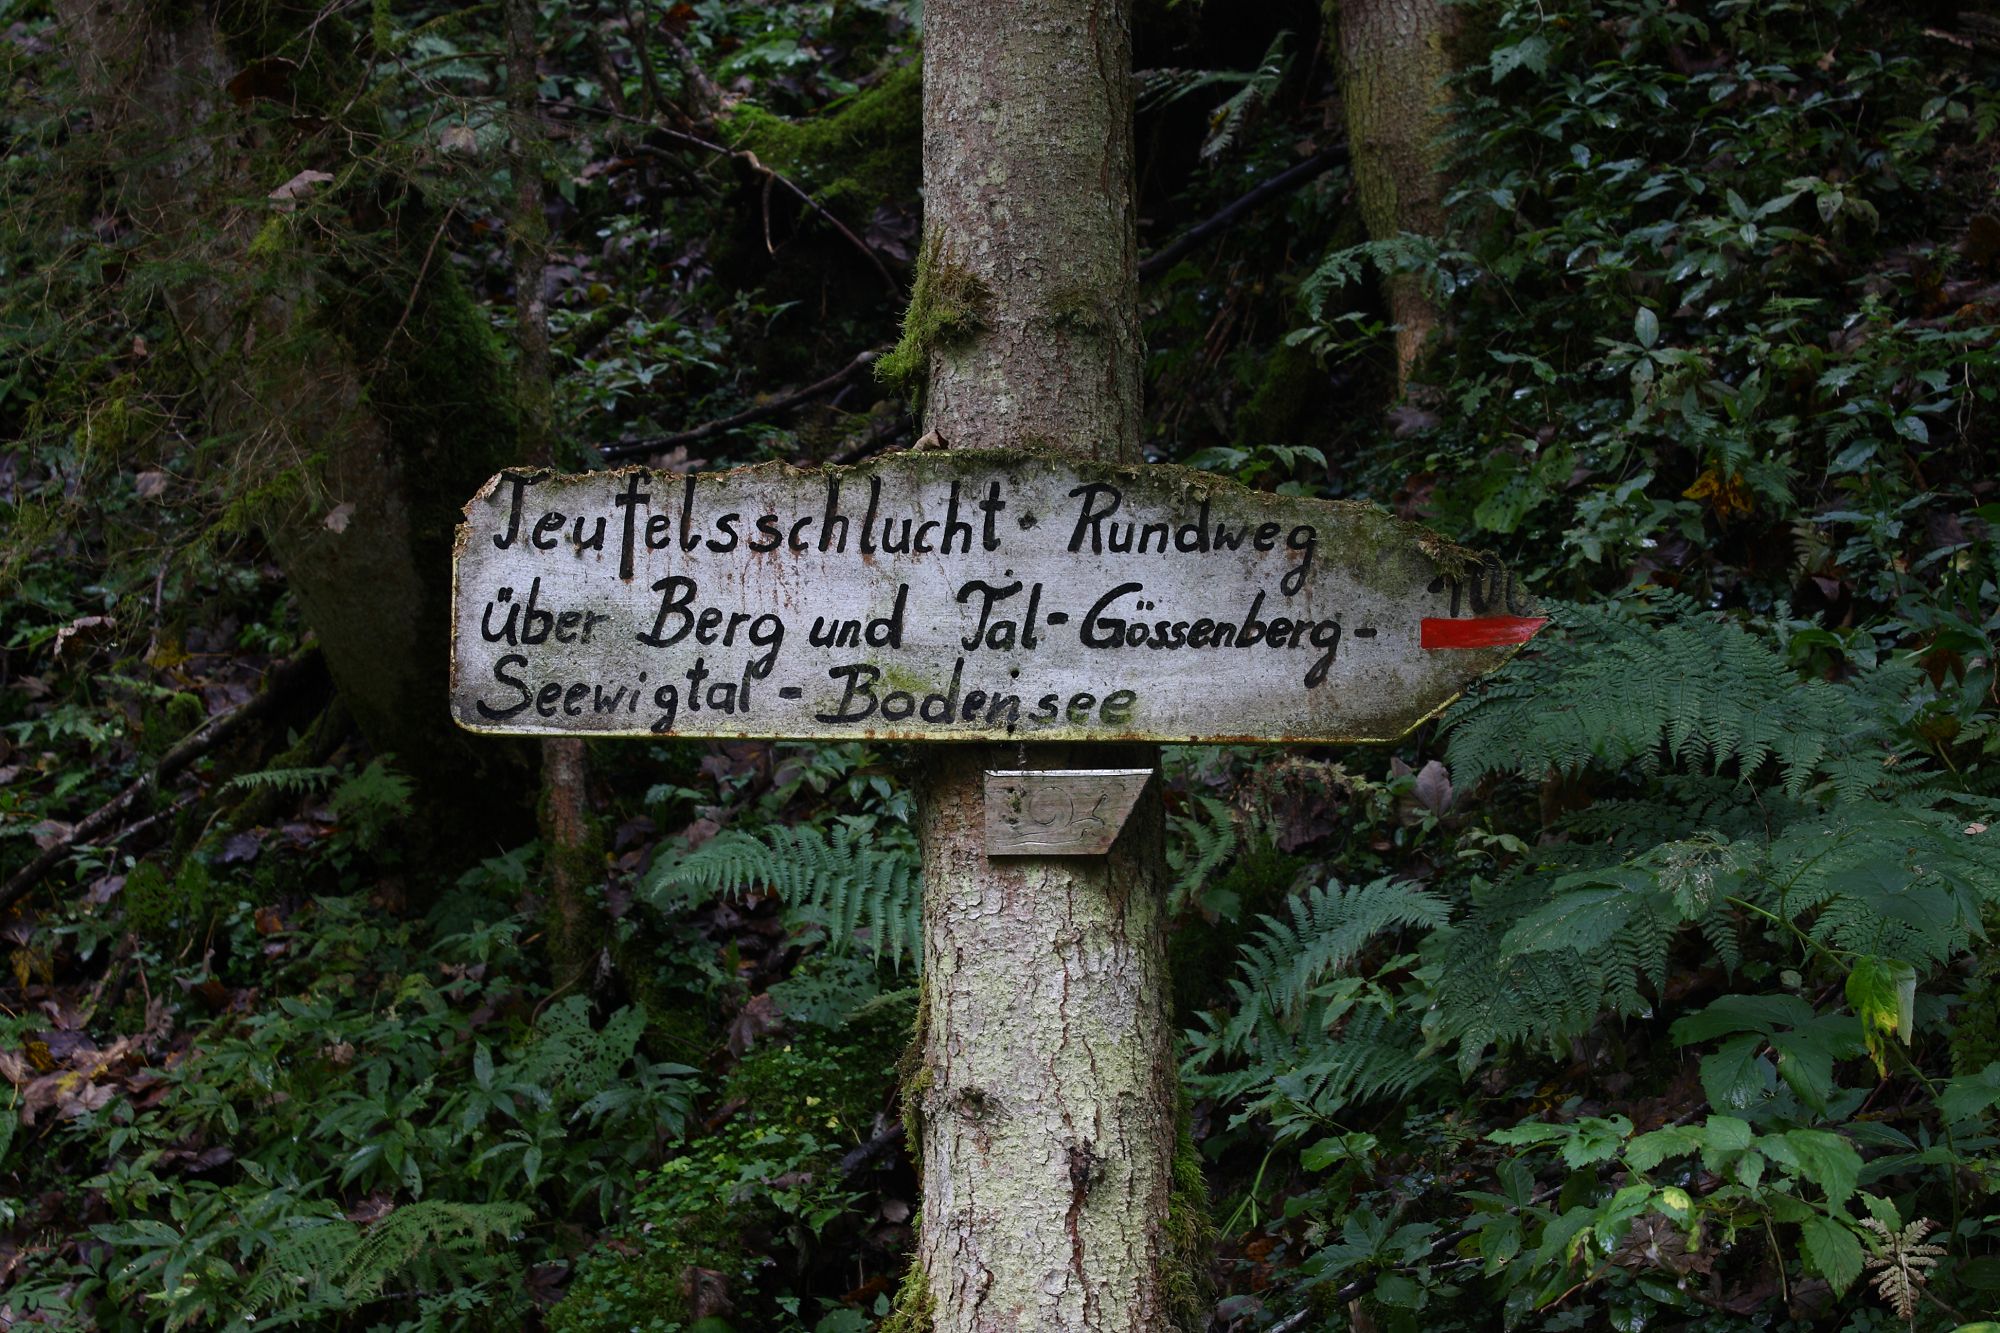 Teufelsschlucht · Rundweg
über Berg und Tal-Gössenberg-
Seewigtal - Bodensee